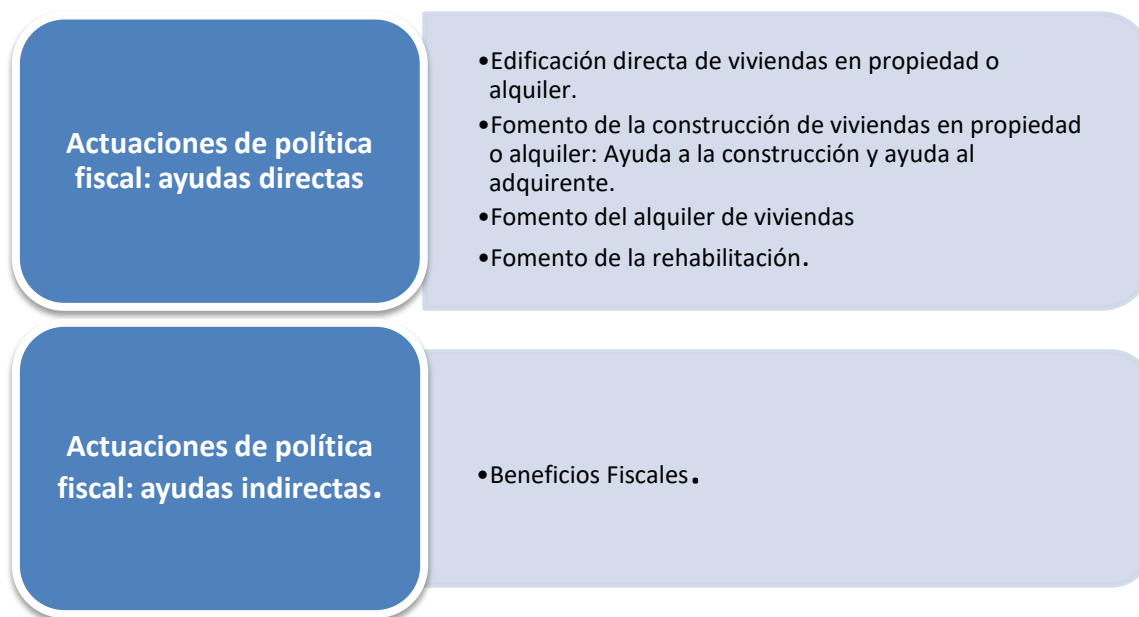 Actuaciones de política
fiscal: ayudas directas
•Edificación directa de viviendas en propiedad o
alquiler.
•Fomento de la construcción de viviendas en propiedad
o alquiler: Ayuda a la construcción y ayuda al
adquirente.
•Fomento del alquiler de viviendas
•Fomento de la rehabilitación.
Actuaciones de política
fiscal: ayudas indirectas.
•Beneficios Fiscales.